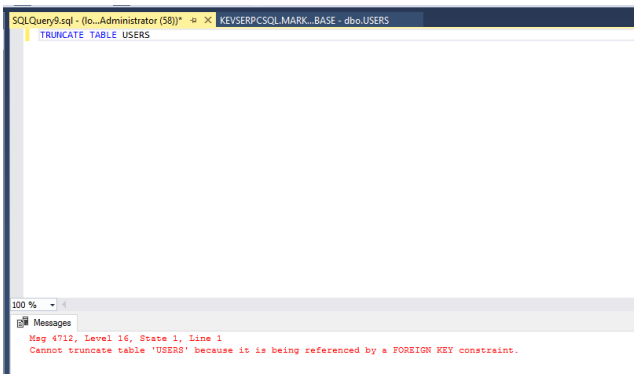 SQLQuery9.sql - (lo...Administrator (58))* KEVSERPCSQL.MARK...BASE - dbo.USERS
TRUNCATE TABLE USERS
100 %
Messages
Msg 4712, Level 16, State 1, Line 1
Cannot truncate table 'USERS' because it is being referenced by a FOREIGN KEY constraint.